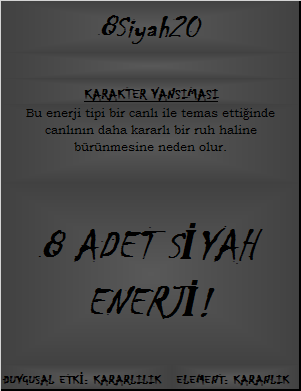 8Siyah20
KARAKTER YANSIMASI
Bu enerji tipi bir canlı ile temas ettiğinde
canlının daha kararlı bir ruh haline
bürünmesine neden olur.
8 ADET SİYAH
ENERJİ!
DUYGUSAL ETKİ: KARARLILIK ELEMENT: KARANLIK